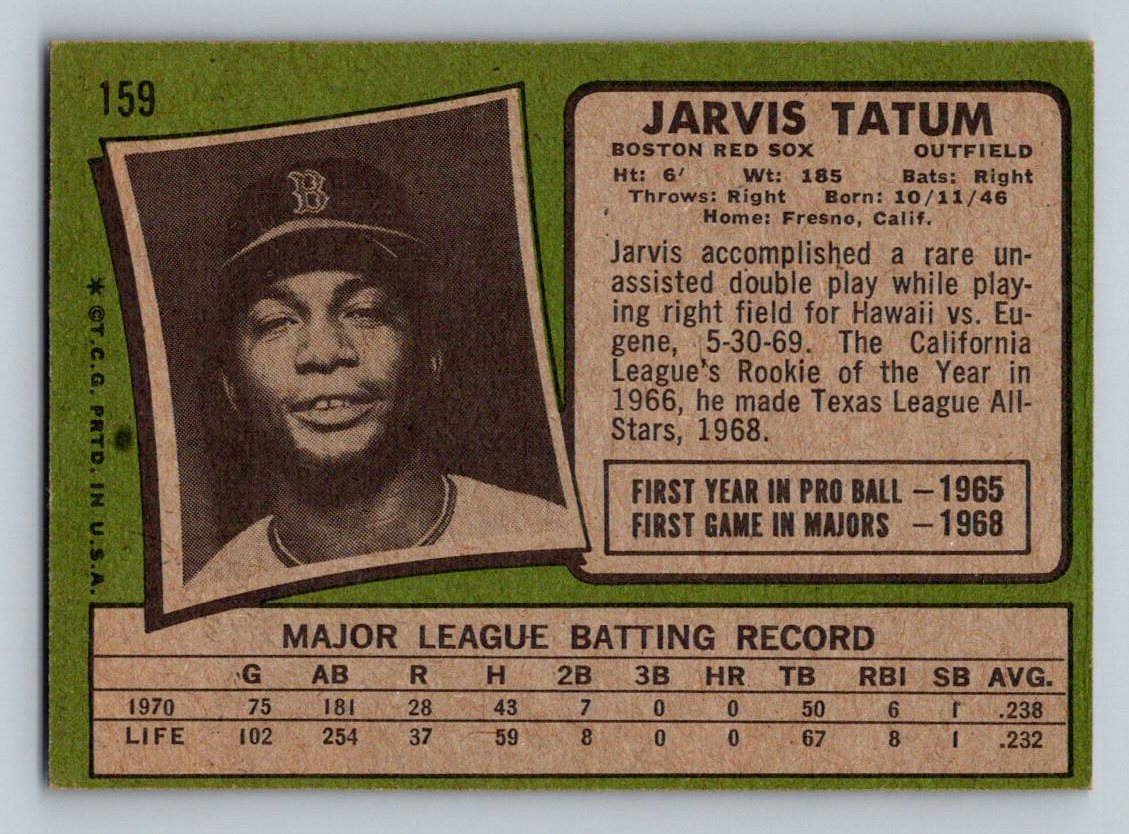 159
B
* ©T.C.G. PRTD. IN U.S.A.
JARVIS TATUM
BOSTON RED SOX OUTFIELD
Ht: 6' Wt: 185 Bats: Right
Throws: Right Born: 10/11/46
Home: Fresno, Calif.
Jarvis accomplished a rare un-
assisted double play while play-
ing right field for Hawaii vs. Eu-
gene, 5-30-69. The California
League's Rookie of the Year in
1966, he made Texas League All-
Stars, 1968.
FIRST YEAR IN PRO BALL — 1965
FIRST GAME IN MAJORS — 1968
MAJOR LEAGUE BATTING RECORD
G AB R H 2B 3B HR TB RBI SB AVG.
1970 75 181 28 43 7 0 0 50 6 1 .238
LIFE 102 254 37 59 8 0 0 67 8 1 .232